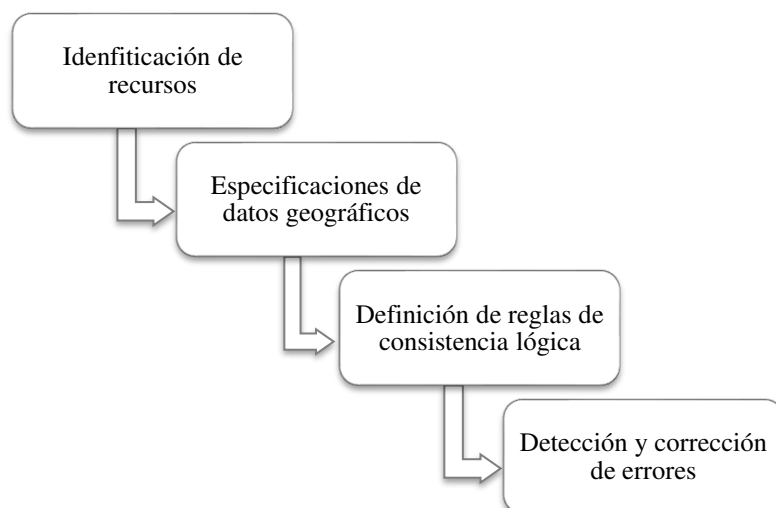 Idenfiticación de
recursos
Especificaciones de
datos geográficos
Definición de reglas de
consistencia lógica
Detección y corrección
de errores